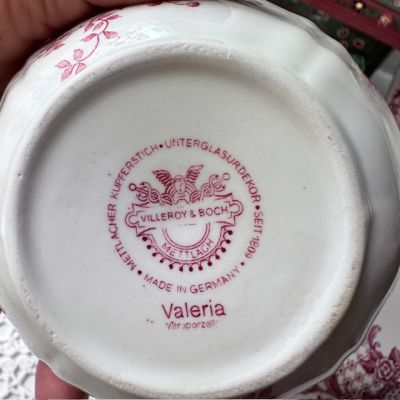 METTLACHER KUPFERSTICH • UNTERGLASURDEKOR • SEIT 1809
VILLEROY & BOCH
METTLACH
• MADE IN GERMANY •
Valeria
Vitroporzellan